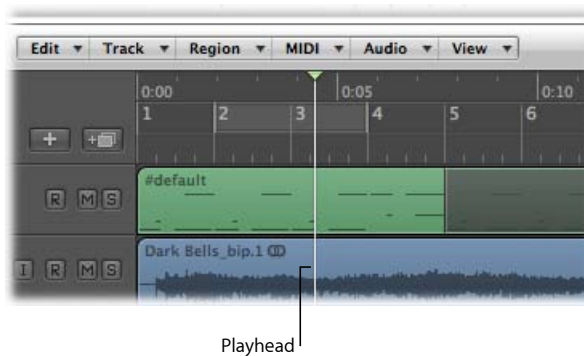 Edit Track Region MIDI Audio View
0:00 0:05 0:10
1 2 3 4 5 6
#default
R M S
Dark Bells_bip.1
I R M S
Playhead